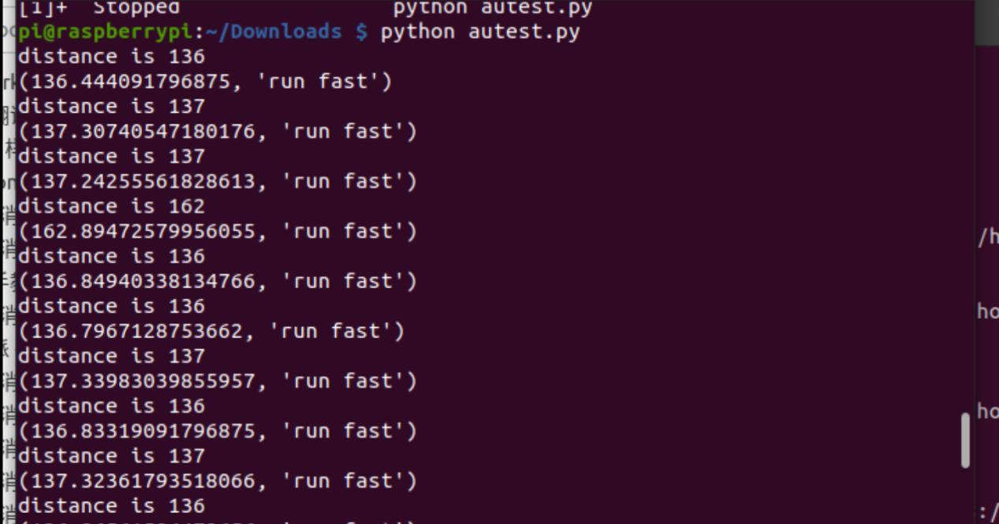 [1]+  Stopped                 python autest.py
pi@raspberrypi:~/Downloads $ python autest.py
distance is 136
(136.444091796875, 'run fast')
distance is 137
(137.30740547180176, 'run fast')
distance is 137
(137.24255561828613, 'run fast')
distance is 162
(162.89472579956055, 'run fast')
distance is 136
(136.84940338134766, 'run fast')
distance is 136
(136.7967128753662, 'run fast')
distance is 137
(137.33983039855957, 'run fast')
distance is 136
(136.83319091796875, 'run fast')
distance is 137
(137.32361793518066, 'run fast')
distance is 136
/h
ho
ho
:/